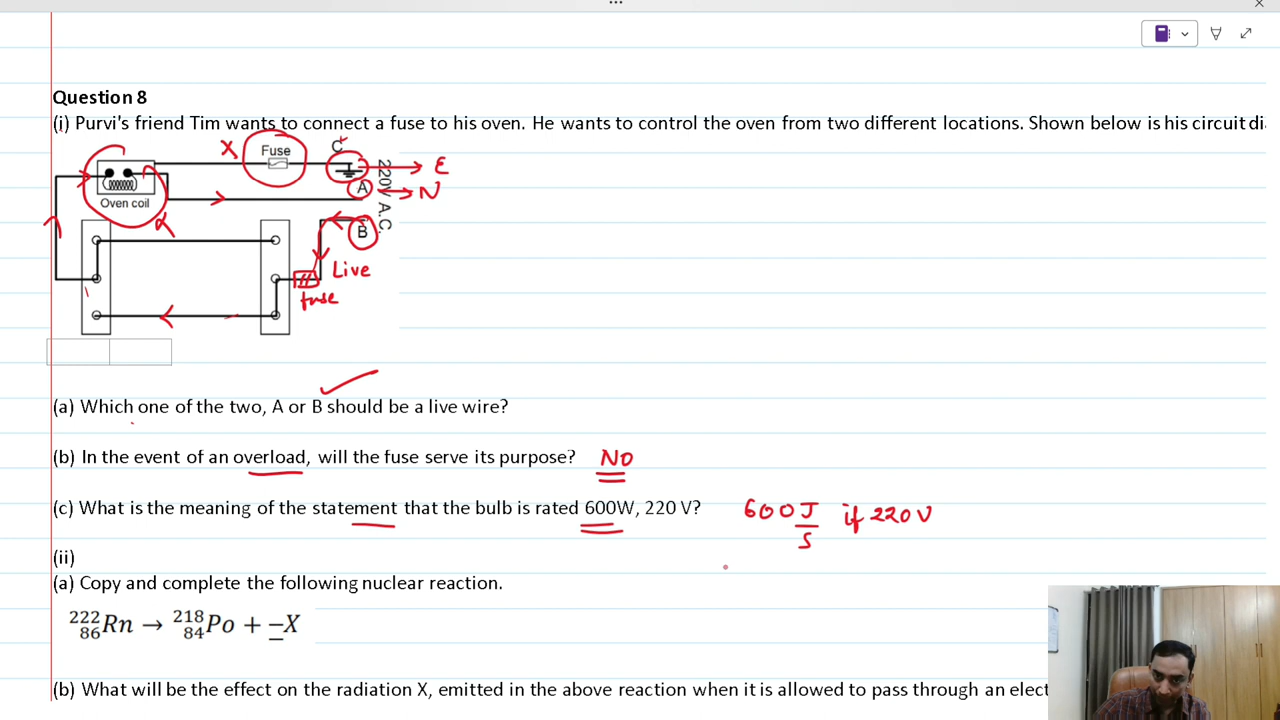 Question 8
(i) Purvi's friend Tim wants to connect a fuse to his oven. He wants to control the oven from two different locations. Shown below is his circuit di
X
Fuse
C
E
A
N
220V A.C.
Oven coil
B
Live
fuse
(a) Which one of the two, A or B should be a live wire?
(b) In the event of an overload, will the fuse serve its purpose? NO
(c) What is the meaning of the statement that the bulb is rated 600W, 220 V? 600 J/S if 220V
(ii)
(a) Copy and complete the following nuclear reaction.
²²²₈₆Rn → ²¹⁸₈₄Po + _X
(b) What will be the effect on the radiation X, emitted in the above reaction when it is allowed to pass through an elect